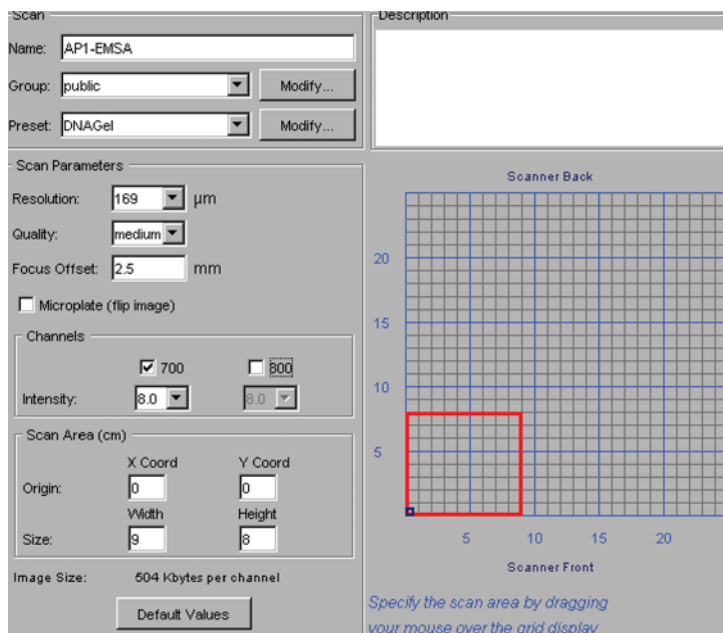 Scan
Name: AP1-EMSA
Group: public Modify...
Preset: DNAGel Modify...
Description
Scan Parameters
Resolution: 169 µm
Quality: medium
Focus Offset: 2.5 mm
Microplate (flip image)
Channels
700 800
Intensity: 8.0 8.0
Scan Area (cm)
X Coord Y Coord
Origin: 0 0
Width Height
Size: 9 8
Image Size: 504 Kbytes per channel
Default Values
Scanner Back
20
15
10
5
5 10 15 20
Scanner Front
Specify the scan area by dragging
your mouse over the grid display